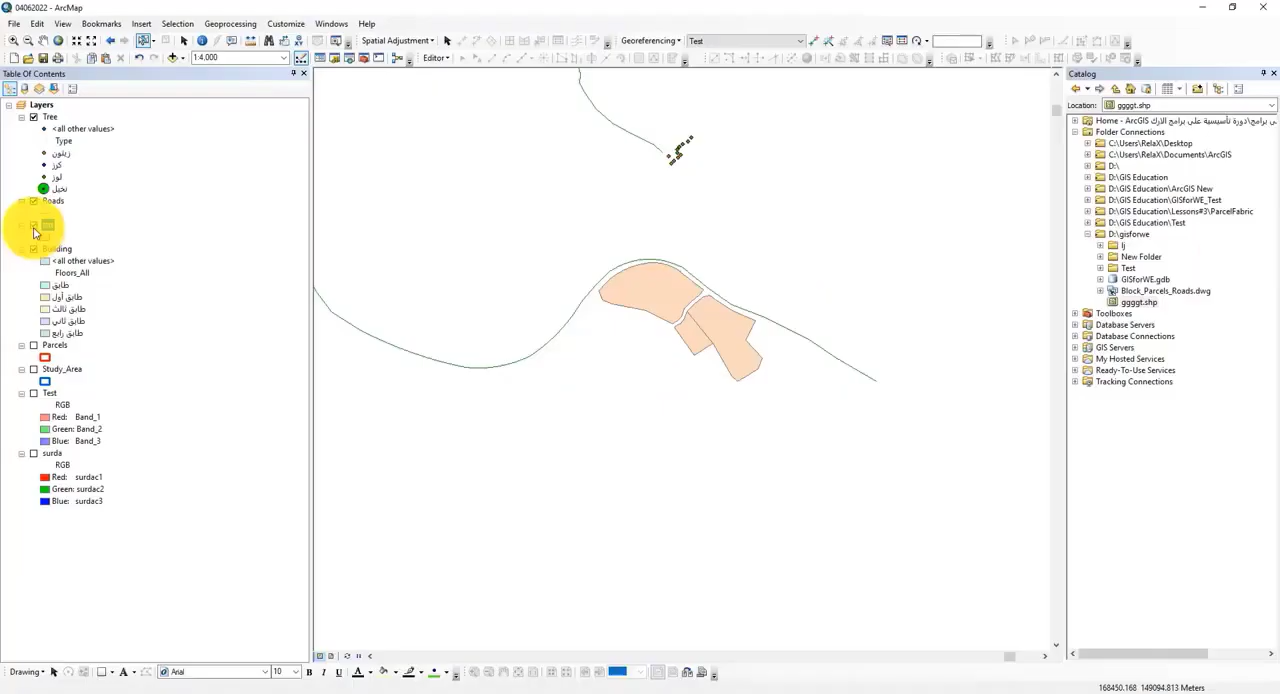 04062022 - ArcMap
File Edit View Bookmarks Insert Selection Geoprocessing Customize Windows Help
Spatial Adjustment
Georeferencing
Test
1:4,000
Editor
Table Of Contents
Layers
Tree
<all other values>
Type
زيتون
كرز
لوز
نخيل
Roads
Building
<all other values>
Floors_All
طابق
طابق أول
طابق ثالث
طابق ثاني
طابق رابع
Parcels
Study_Area
Test
RGB
Red: Band_1
Green: Band_2
Blue: Band_3
surda
RGB
Red: surdac1
Green: surdac2
Blue: surdac3
Catalog
Location: ggggt.shp
Home - ArcGIS دورة تأسيسية على برامج الارك
Folder Connections
C:\Users\RelaX\Desktop
C:\Users\RelaX\Documents\ArcGIS
D:\
D:\GIS Education
D:\GIS Education\ArcGIS New
D:\GIS Education\GISforWE_Test
D:\GIS Education\Lessons#3\ParcelFabric
D:\GIS Education\Test
D:\gisforwe
lj
New Folder
Test
GISforWE.gdb
Block_Parcels_Roads.dwg
ggggt.shp
Toolboxes
Database Servers
Database Connections
GIS Servers
My Hosted Services
Ready-To-Use Services
Tracking Connections
Drawing
A
Arial
10
B I U A
168450.168 149094.813 Meters